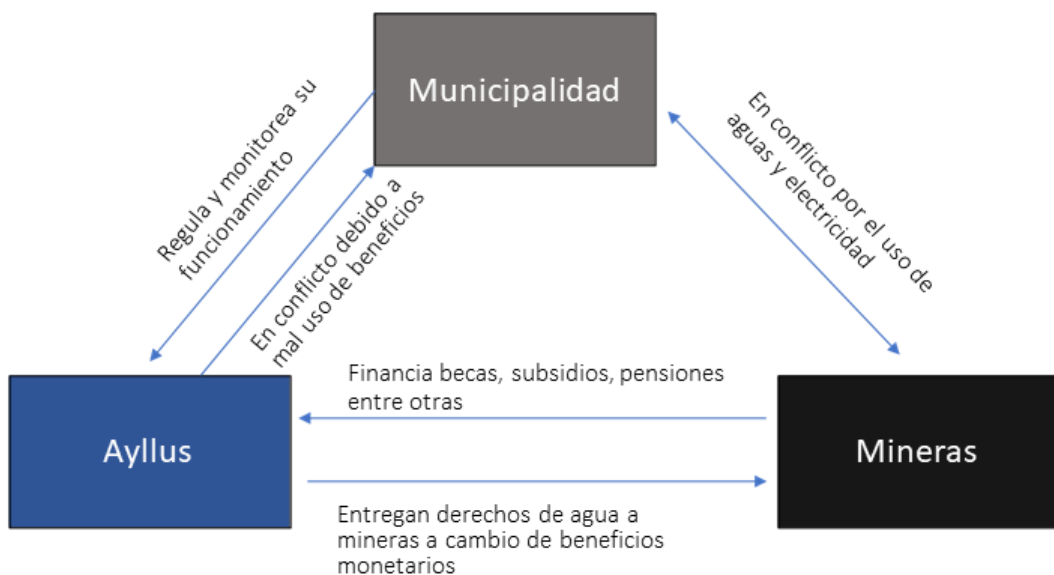 Municipalidad
Regula y monitorea su
funcionamiento
En conflicto debido a
mal uso de beneficios
En conflicto por el uso de
aguas y electricidad
Financia becas, subsidios, pensiones
entre otras
Ayllus
Mineras
Entregan derechos de agua a
mineras a cambio de beneficios
monetarios